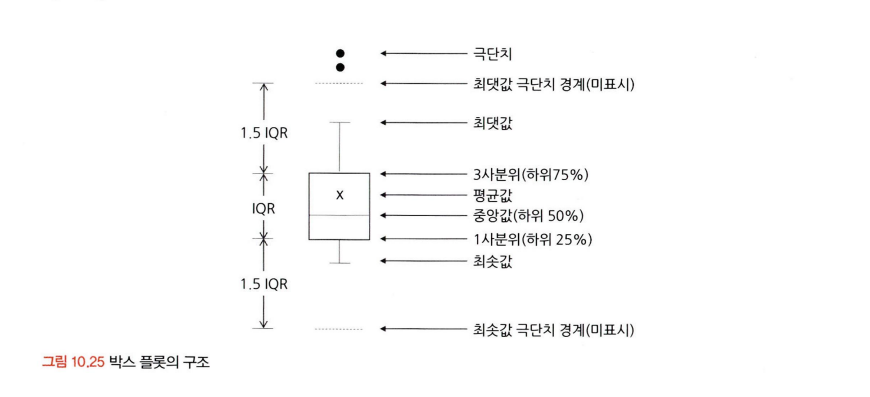 극단치
최댓값 극단치 경계(미표시)
최댓값
1.5 IQR
3사분위(하위75%)
x
평균값
IQR
중앙값(하위 50%)
1사분위(하위 25%)
최솟값
1.5 IQR
최솟값 극단치 경계(미표시)
그림 10.25 박스 플롯의 구조